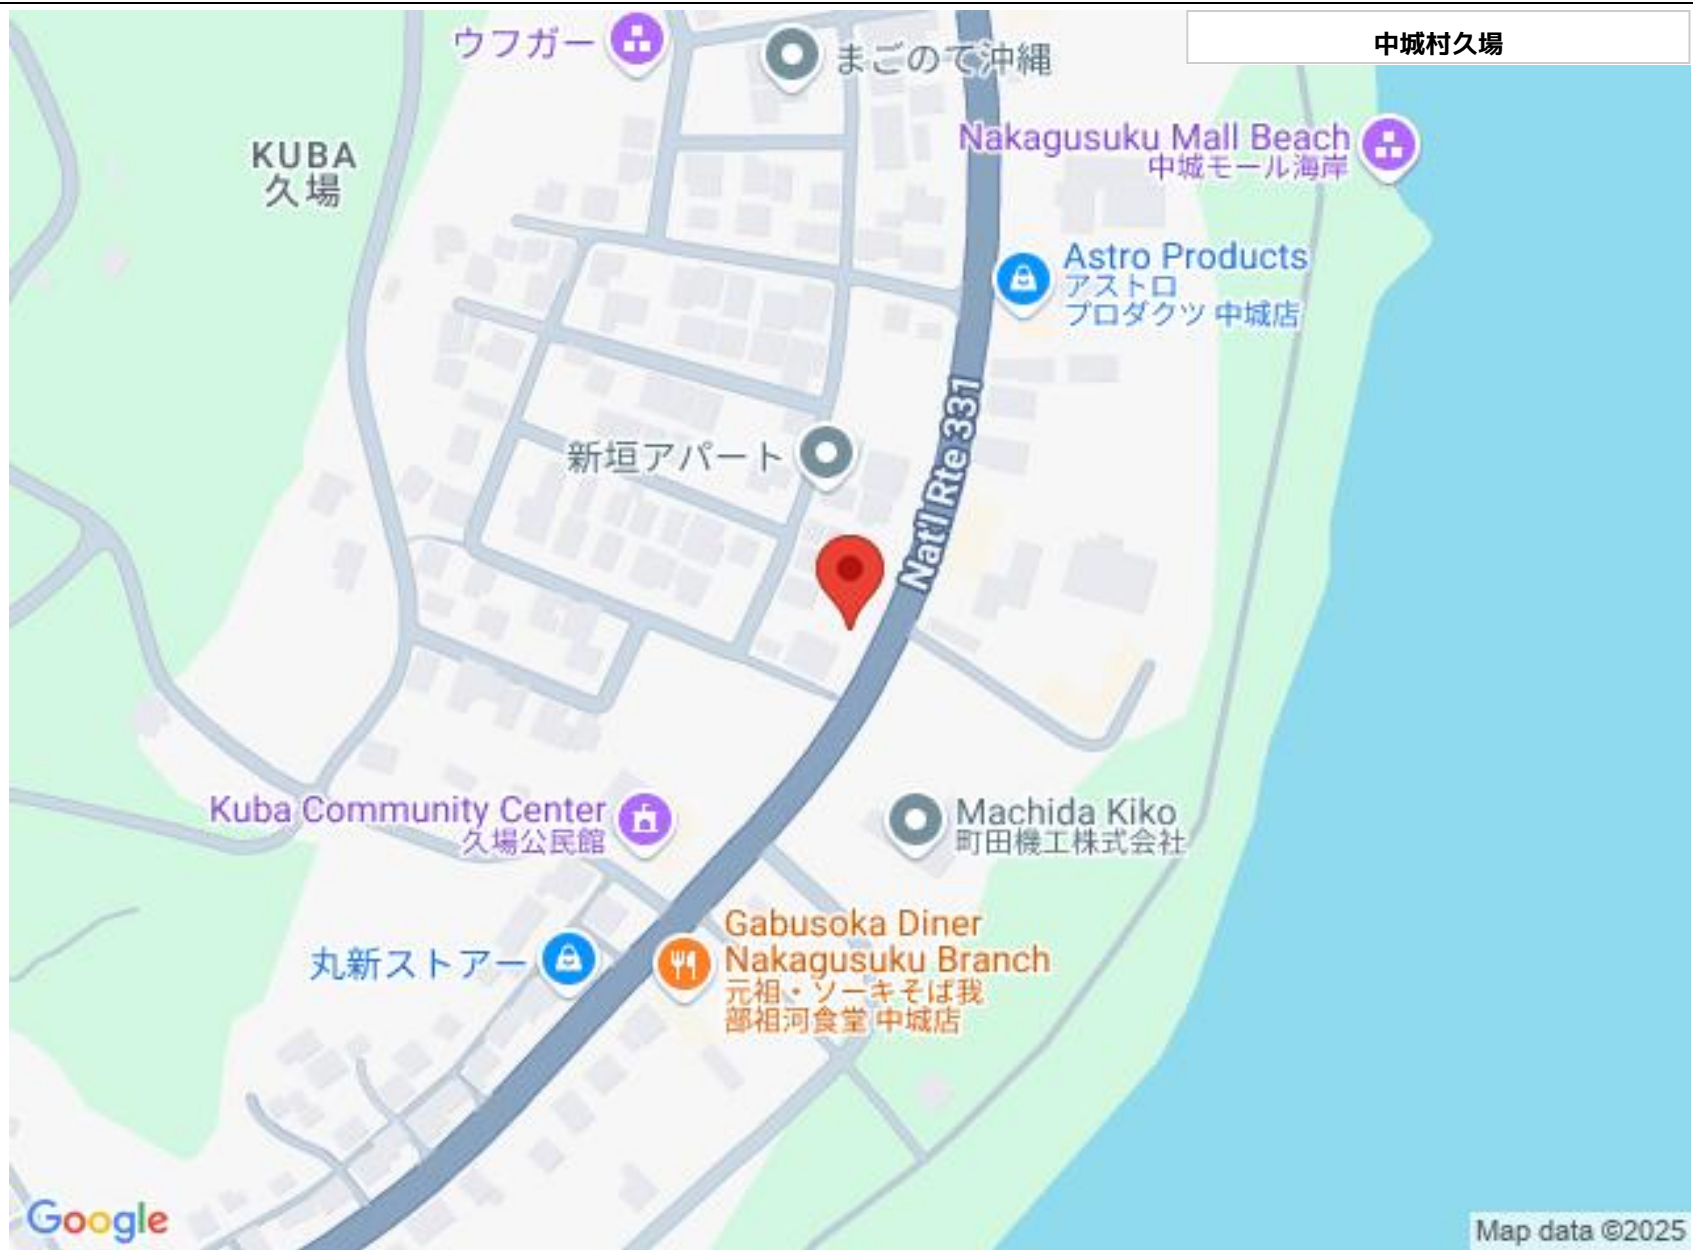 中城村久場
ウフガー
まごのて沖縄
KUBA
久場
Nakagusuku Mall Beach
中城モール海岸
Astro Products
アストロ
プロダクツ 中城店
Nat'l Rte 331
新垣アパート
Kuba Community Center
久場公民館
Machida Kiko
町田機工株式会社
丸新ストアー
Gabusoka Diner
Nakagusuku Branch
元祖・ソーキそば我
部祖河食堂 中城店
Google
Map data ©2025